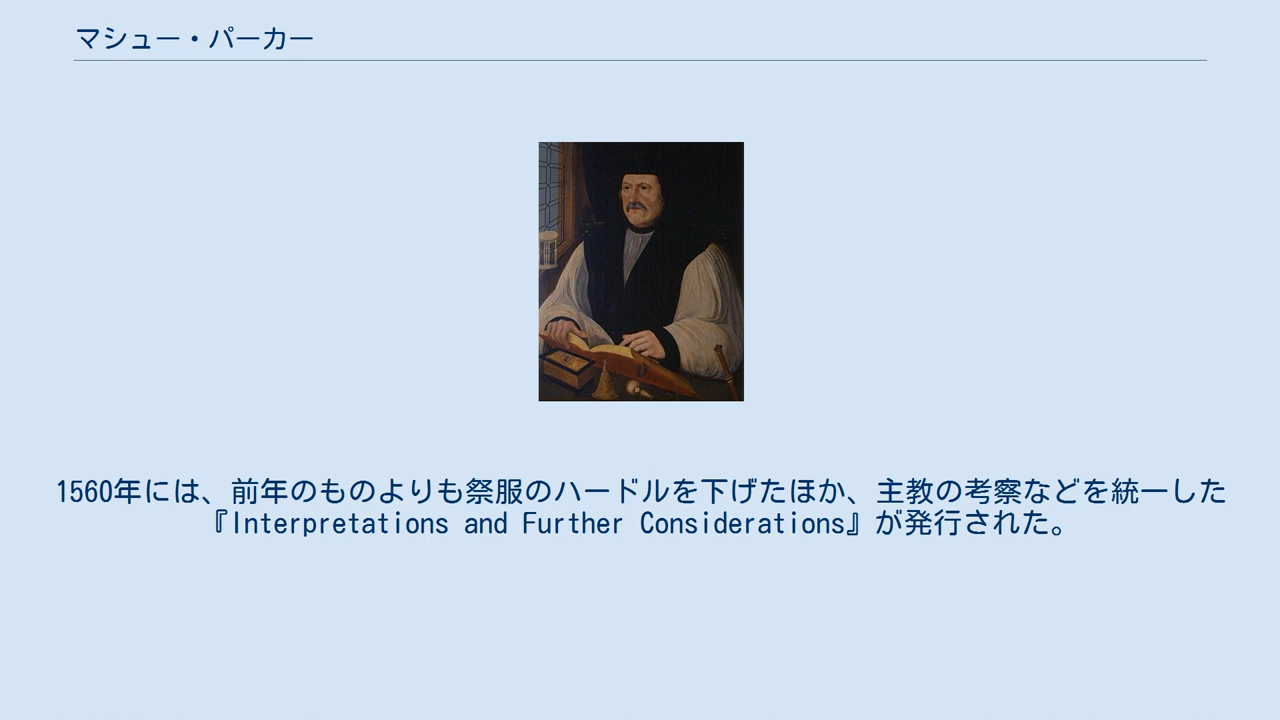 マシュー・パーカー
1560年には、前年のものよりも祭服のハードルを下げたほか、主教の考察などを統一した
『Interpretations and Further Considerations』が発行された。